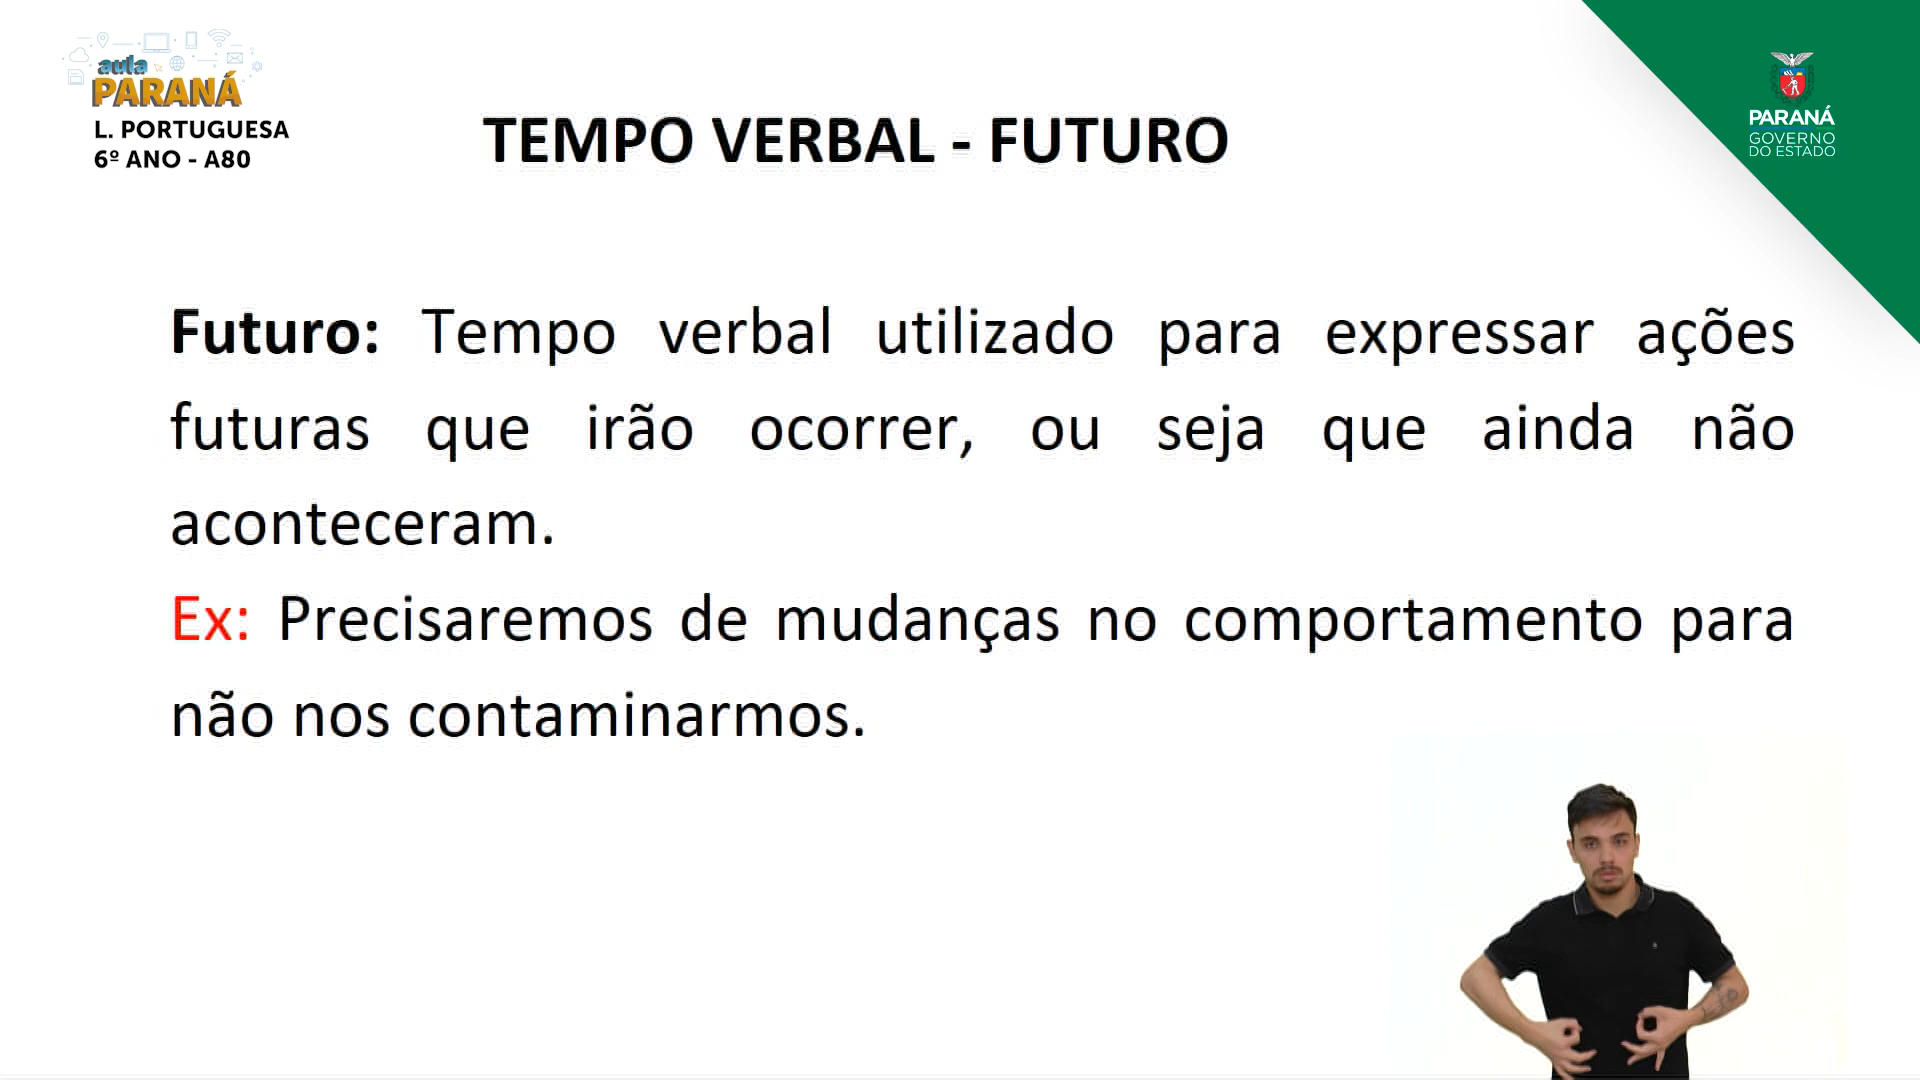 aula
PARANÁ
L. PORTUGUESA
6º ANO - A80
TEMPO VERBAL - FUTURO
PARANÁ
GOVERNO
DO ESTADO
Futuro: Tempo verbal utilizado para expressar ações
futuras que irão ocorrer, ou seja que ainda não
aconteceram.
Ex: Precisaremos de mudanças no comportamento para
não nos contaminarmos.